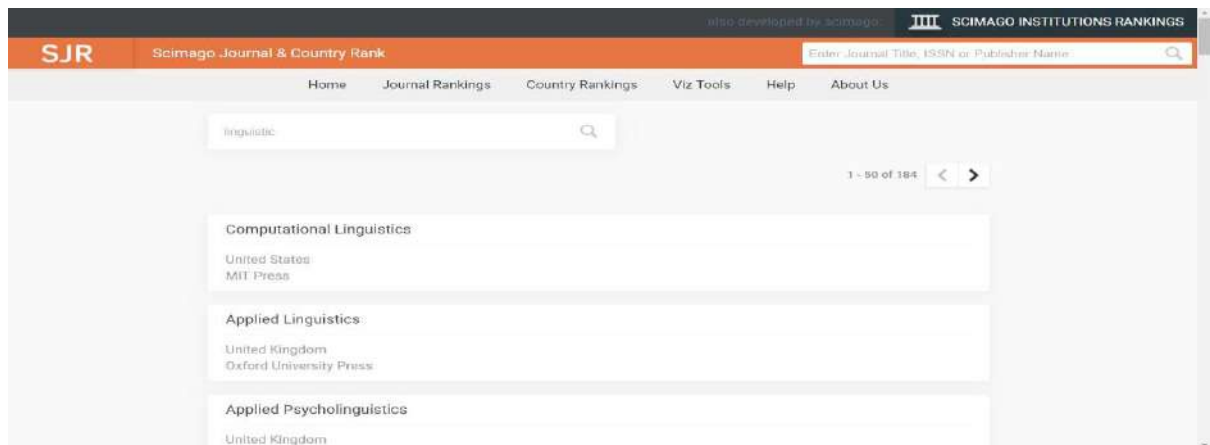 also developed by scimago: SCIMAGO INSTITUTIONS RANKINGS
SJR Scimago Journal & Country Rank Enter Journal Title, ISSN or Publisher Name
Home Journal Rankings Country Rankings Viz Tools Help About Us
linguistic
1 - 50 of 184
Computational Linguistics
United States
MIT Press
Applied Linguistics
United Kingdom
Oxford University Press
Applied Psycholinguistics
United Kingdom